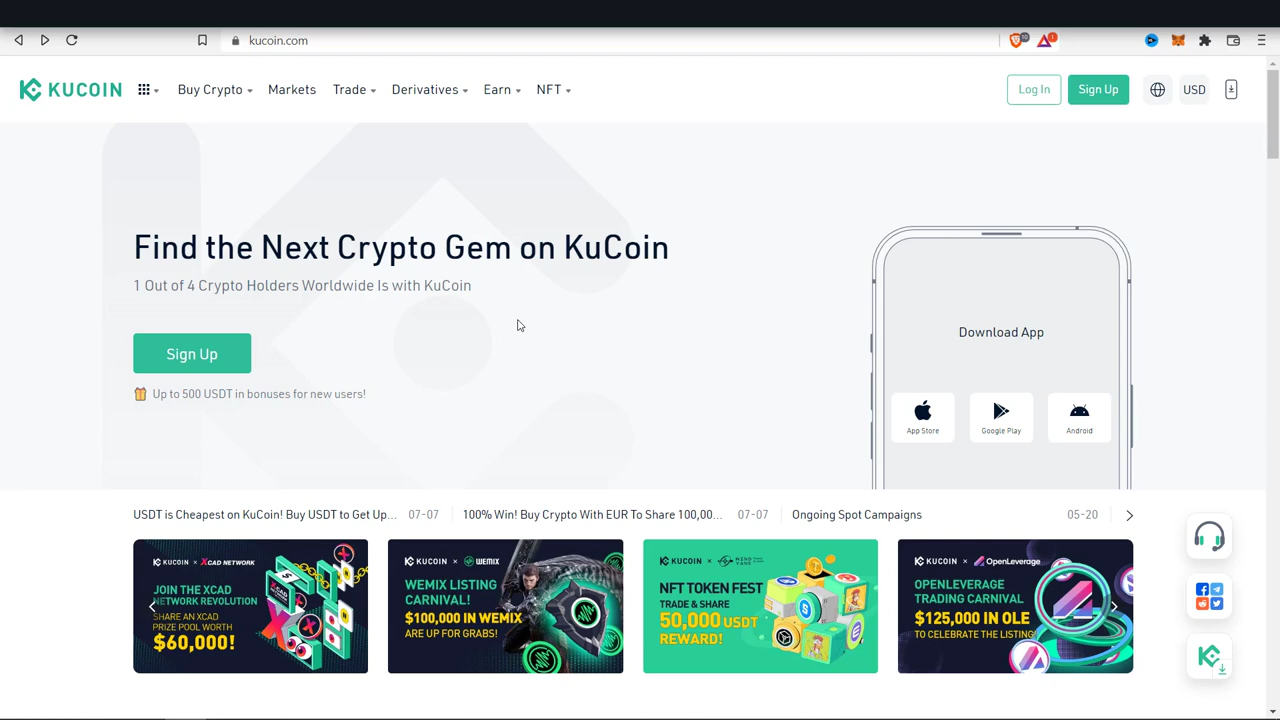 kucoin.com
10
1
KUCOIN
Buy Crypto
Markets
Trade
Derivatives
Earn
NFT
Log In
Sign Up
USD
Find the Next Crypto Gem on KuCoin
1 Out of 4 Crypto Holders Worldwide Is with KuCoin
Sign Up
Up to 500 USDT in bonuses for new users!
Download App
App Store
Google Play
Android
USDT is Cheapest on KuCoin! Buy USDT to Get Up...
07-07
100% Win! Buy Crypto With EUR To Share 100,00...
07-07
Ongoing Spot Campaigns
05-20
KUCOIN × XCAD NETWORK
JOIN THE XCAD
NETWORK REVOLUTION
SHARE AN XCAD
PRIZE POOL WORTH
$60,000!
KUCOIN × WEMIX
WEMIX LISTING
CARNIVAL!
$100,000 IN WEMIX
ARE UP FOR GRABS!
KUCOIN ×
NFT TOKEN FEST
TRADE & SHARE
50,000 USDT
REWARD!
KUCOIN × OpenLeverage
OPENLEVERAGE
TRADING CARNIVAL
$125,000 IN OLE
TO CELEBRATE THE LISTING